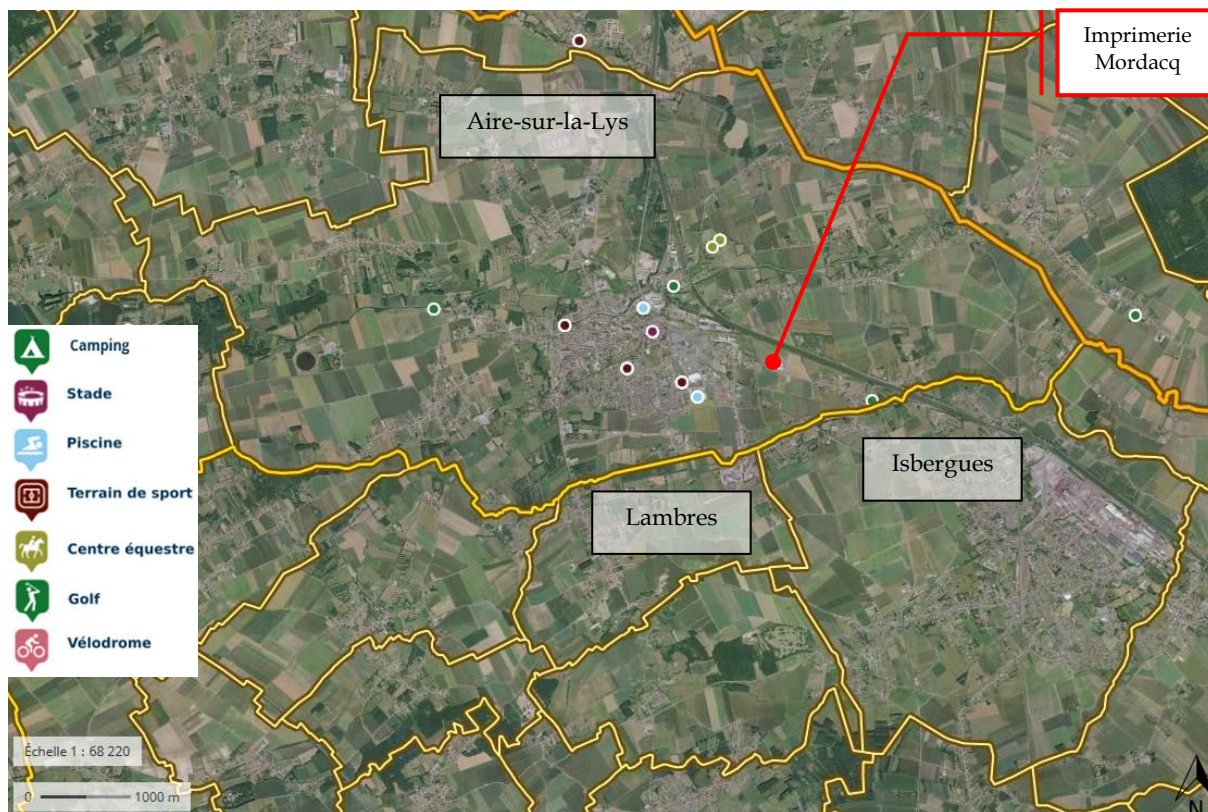 Imprimerie
Mordacq
Aire-sur-la-Lys
Camping
Stade
Piscine
Terrain de sport
Centre équestre
Golf
Vélodrome
Isbergues
Lambres
Échelle 1 : 68 220
0 1000 m
N